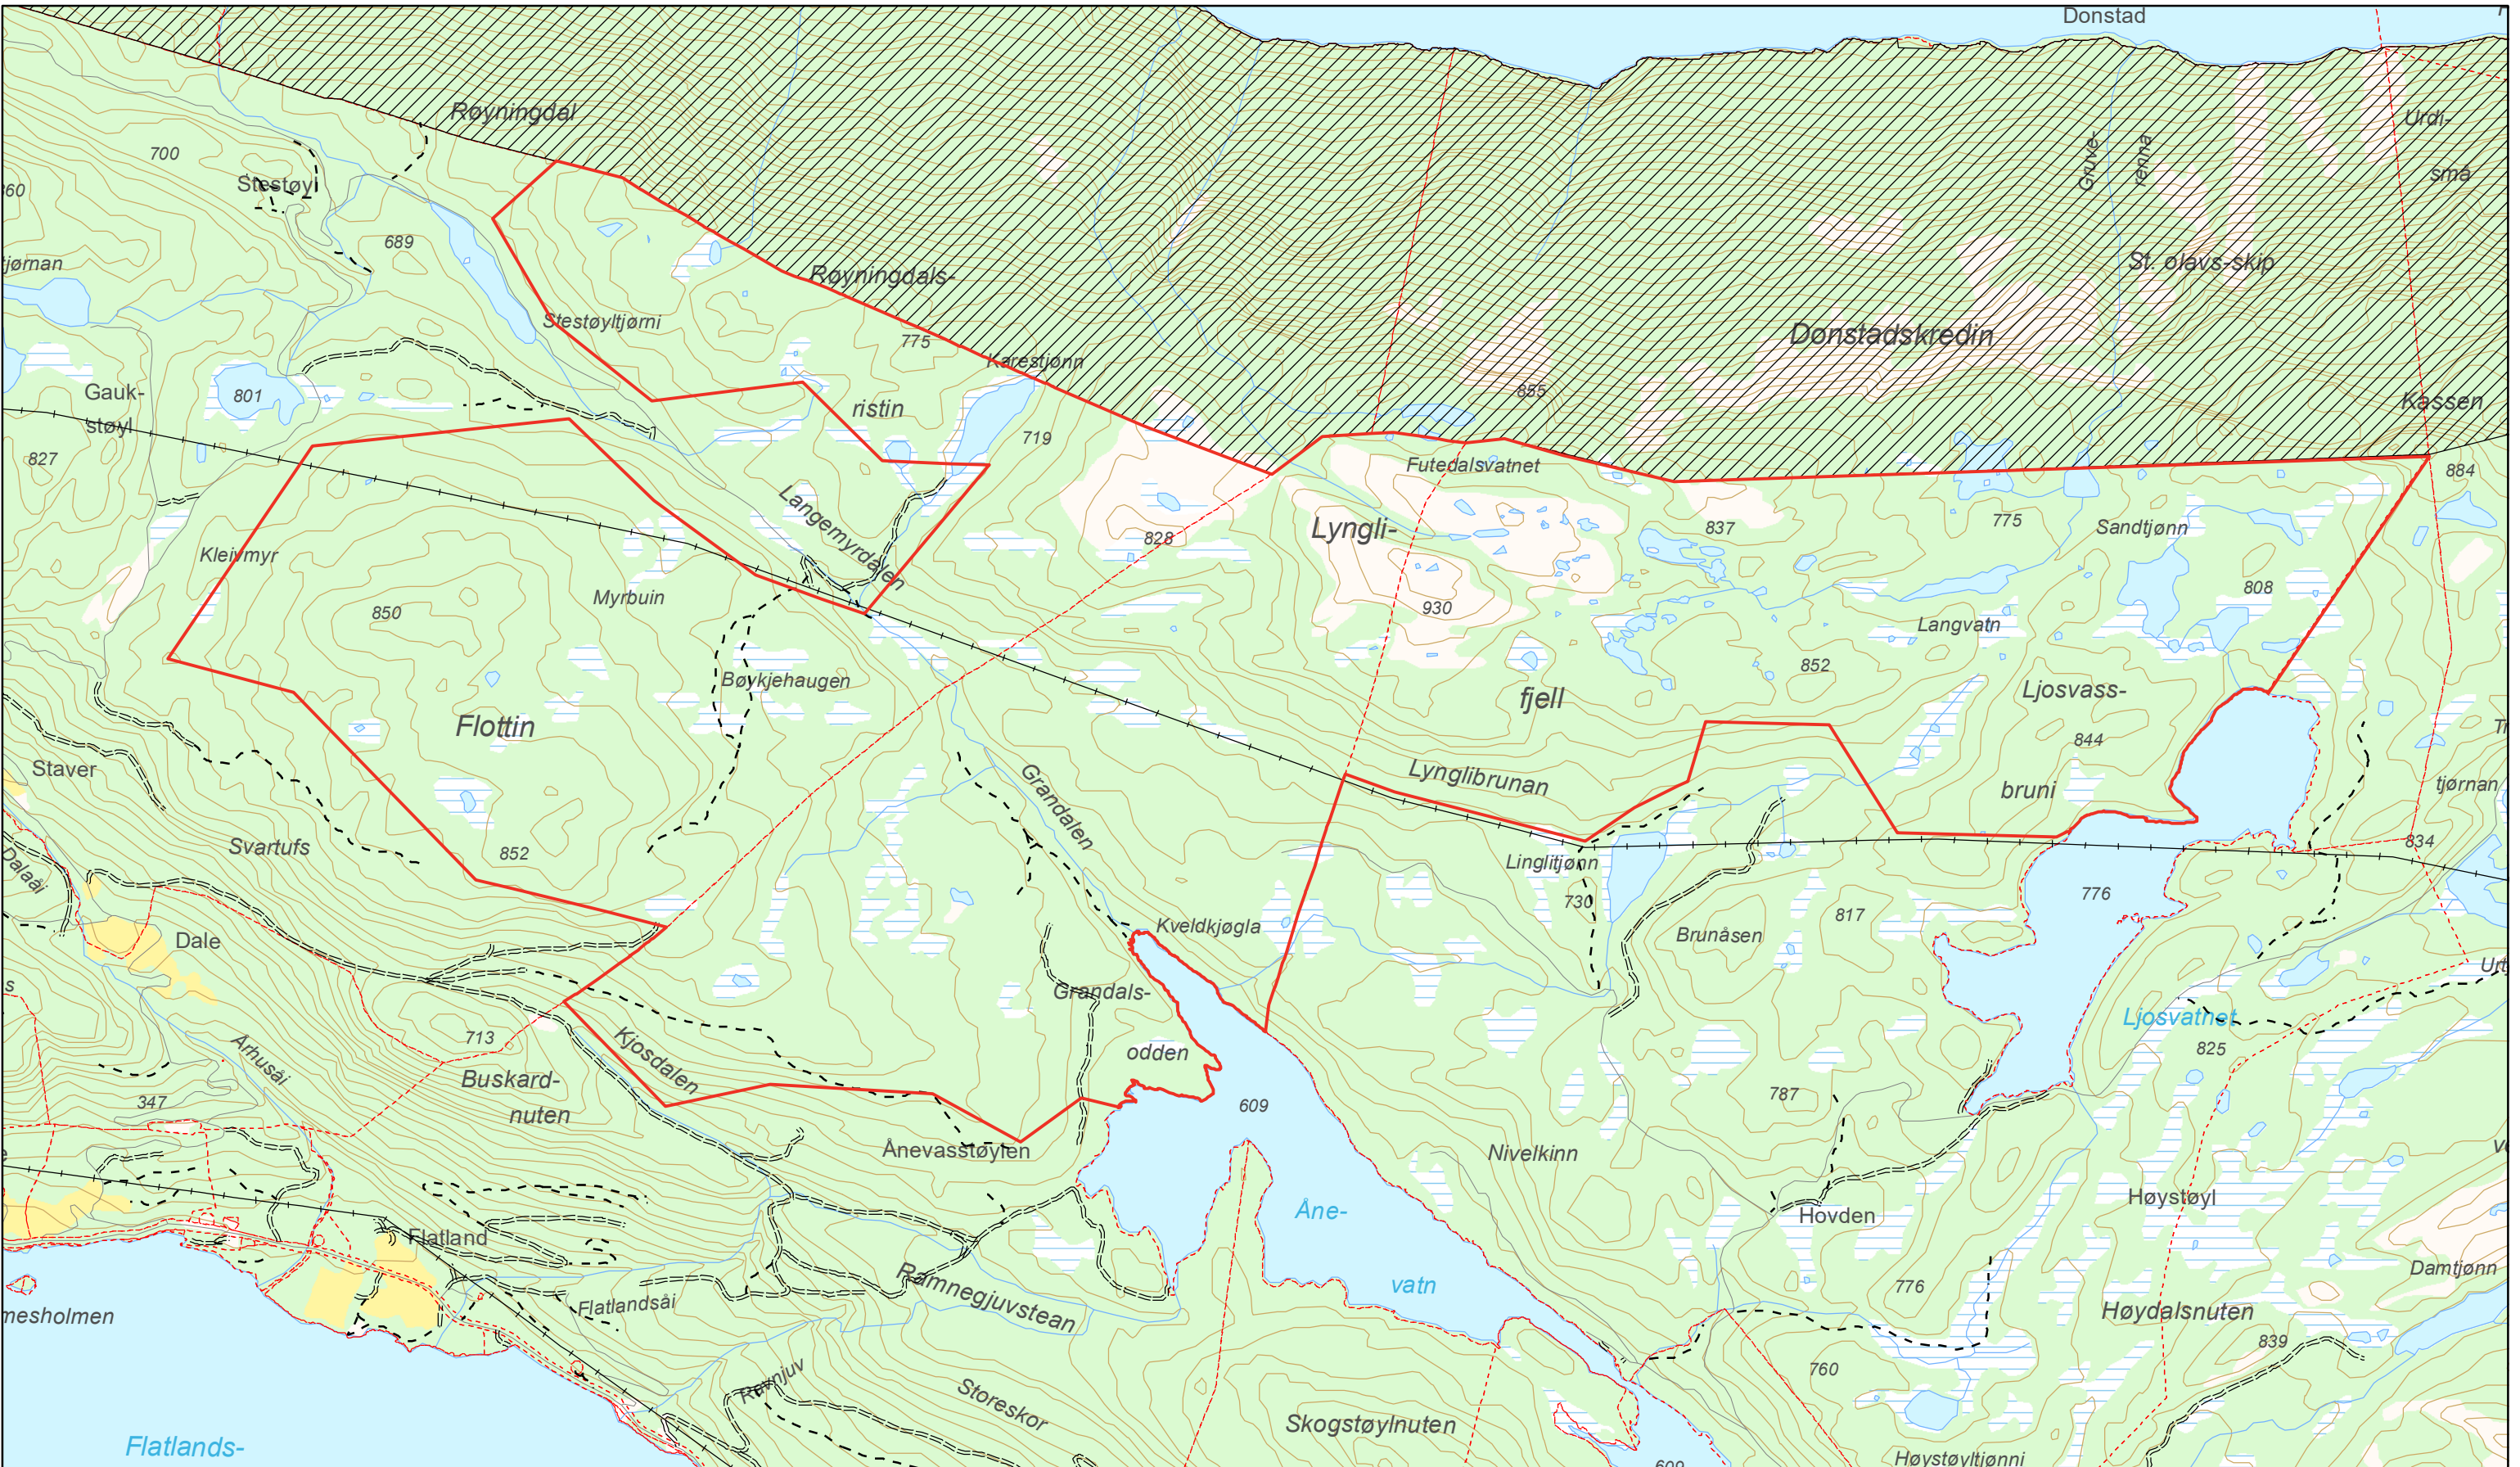 Donstad
Røyningdal
Urdi-
700
Gruve-
renna
små
Stestøyl
689
St. olavs-skip
Røyningdals-
Stestøyltjørni
775
Donstadskredin
Karestjønn
855
Gauk-
støyl
801
ristin
Kassen
827
719
Futedalsvatnet
884
Langemyrdalen
828
Lyngli-
837
775
Sandtjønn
Kleivmyr
850
Myrbuin
930
808
Langvatn
Bøykjehaugen
852
Ljosvass-
fjell
Flottin
844
Staver
Grandalen
Lynglibrunan
bruni
tjørnan
Svartufs
852
Linglitjønn
834
Dalaåi
730
776
Dale
Kveldkjøgla
817
Brunåsen
Grandals-
Ljosvatnet
713
Kjosdalen
odden
825
Århusåi
Buskard-
nuten
347
609
787
Ånevasstøylen
Nivelkinn
Høystøyl
Åne-
Hovden
Flatland
vatn
776
Damtjønn
Ramnegjuvstean
Flatlandsåi
mesholmen
Høydalsnuten
839
Ravnjuv
760
Storeskor
Skogstøylnuten
Flatlands-
Høystøyltjønni